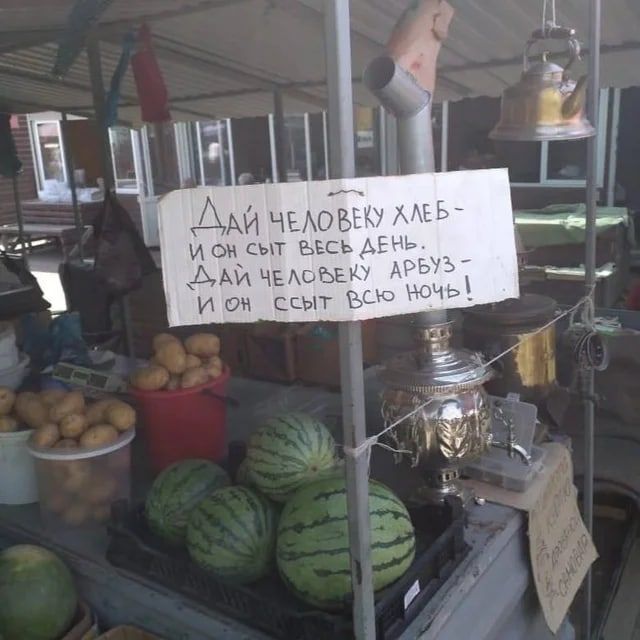 ДАЙ ЧЕЛОВЕКУ ХЛЕБ-
И ОН СЫТ ВЕСЬ ДЕНЬ.
ДАЙ ЧЕЛОВЕКУ АРБУЗ-
И ОН ССЫТ ВСЮ НОЧЬ!